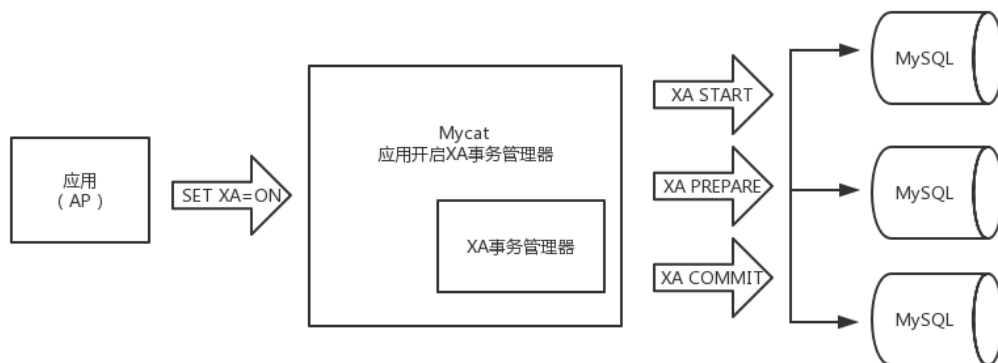 应用
（ AP ）
SET XA=ON
Mycat
应用开启XA事务管理器
XA事务管理器
XA START
XA PREPARE
XA COMMIT
MySQL
MySQL
MySQL